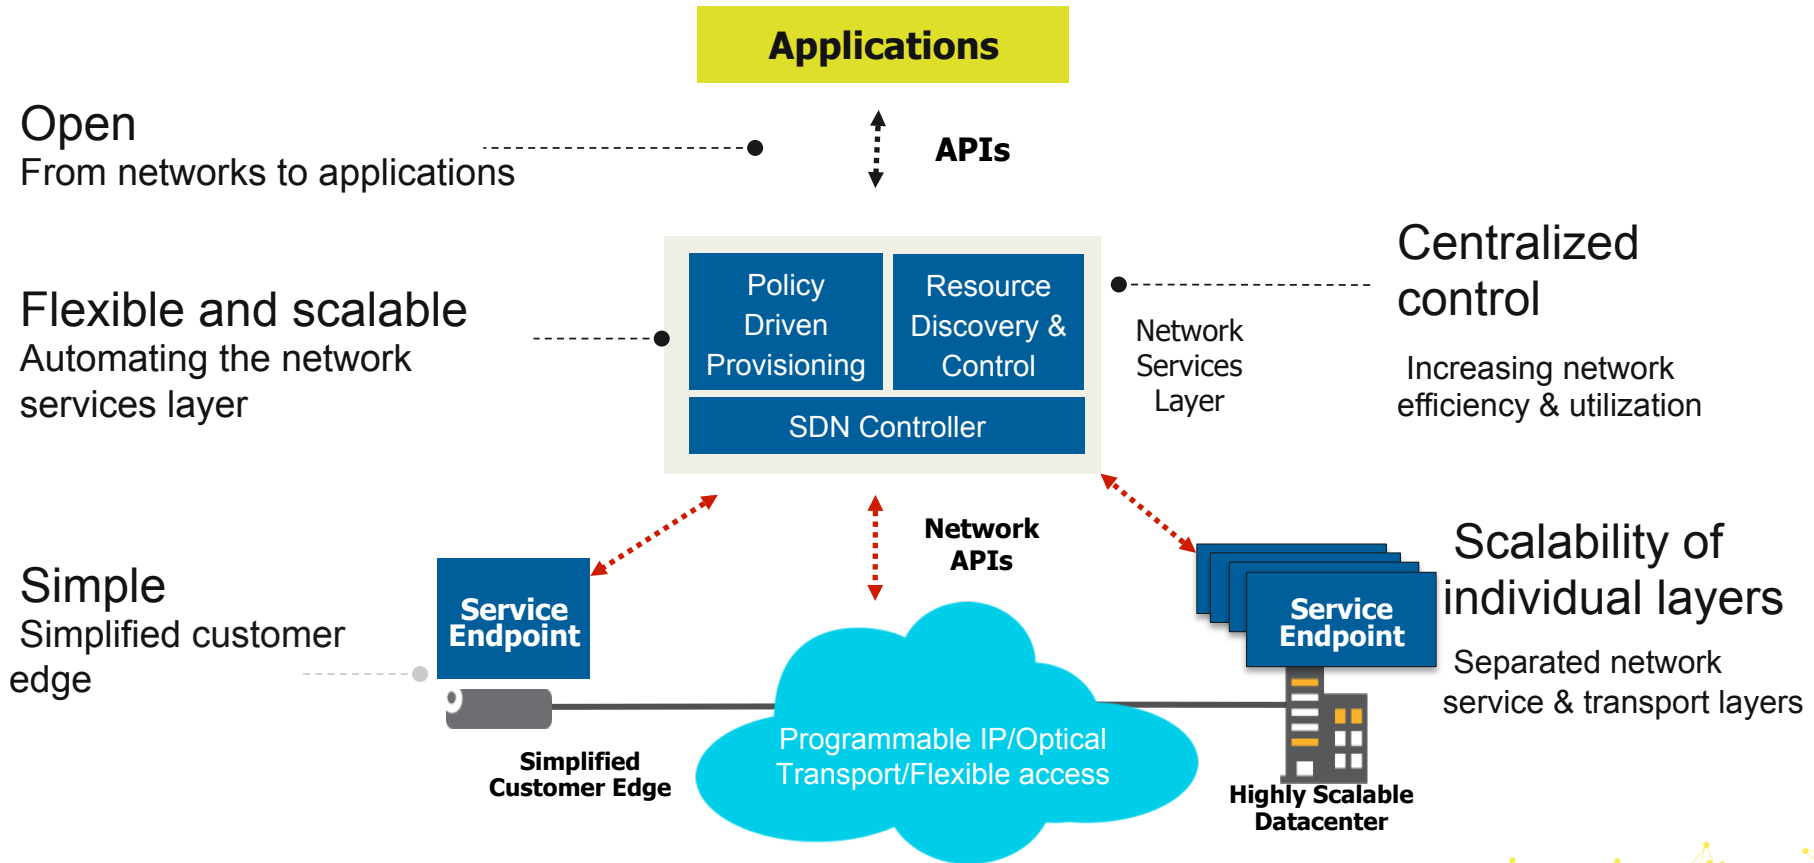 Applications
Open
From networks to applications
APIs
Flexible and scalable
Automating the network
services layer
Policy
Driven
Provisioning
Resource
Discovery &
Control
SDN Controller
Network
Services
Layer
Centralized
control
Increasing network
efficiency & utilization
Simple
Simplified customer
edge
Service
Endpoint
Network
APIs
Service
Endpoint
Scalability of
individual layers
Separated network
service & transport layers
Simplified
Customer Edge
Programmable IP/Optical
Transport/Flexible access
Highly Scalable
Datacenter